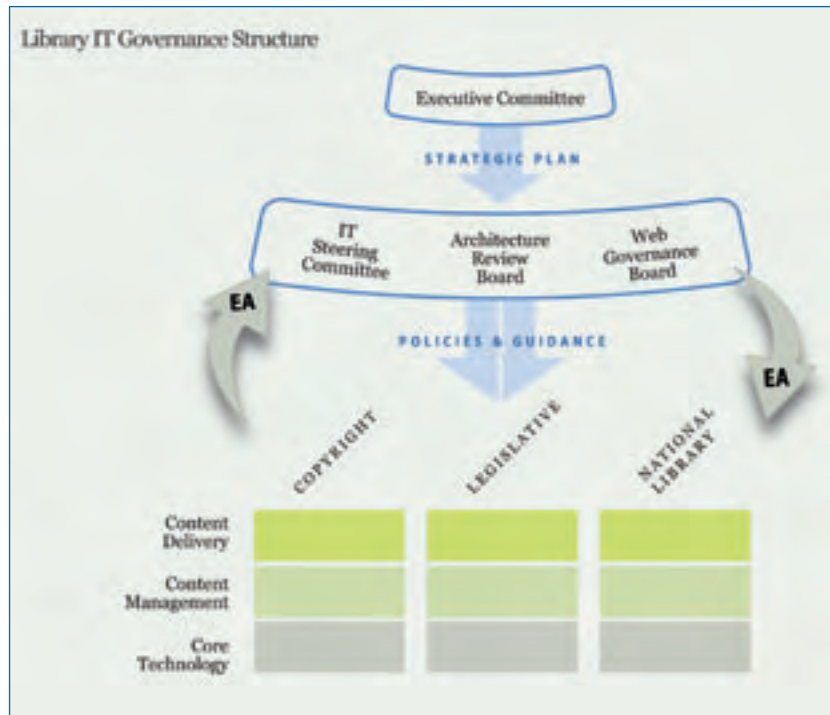 Library IT Governance Structure
Executive Committee
STRATEGIC PLAN
IT
Steering
Committee
Architecture
Review
Board
Web
Governance
Board
EA
POLICIES & GUIDANCE
EA
COPYRIGHT
LEGISLATIVE
NATIONAL
LIBRARY
Content
Delivery
Content
Management
Core
Technology